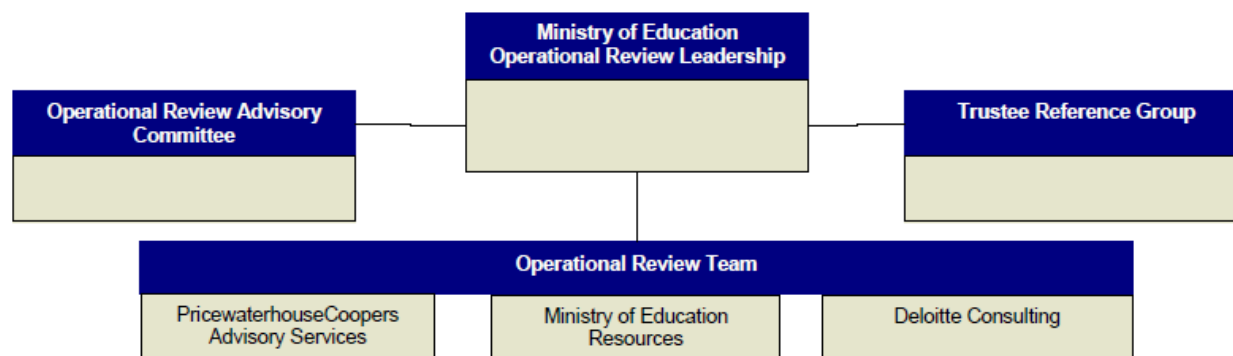 Ministry of Education
Operational Review Leadership
Operational Review Advisory
Committee
Trustee Reference Group
Operational Review Team
PricewaterhouseCoopers
Advisory Services
Ministry of Education
Resources
Deloitte Consulting